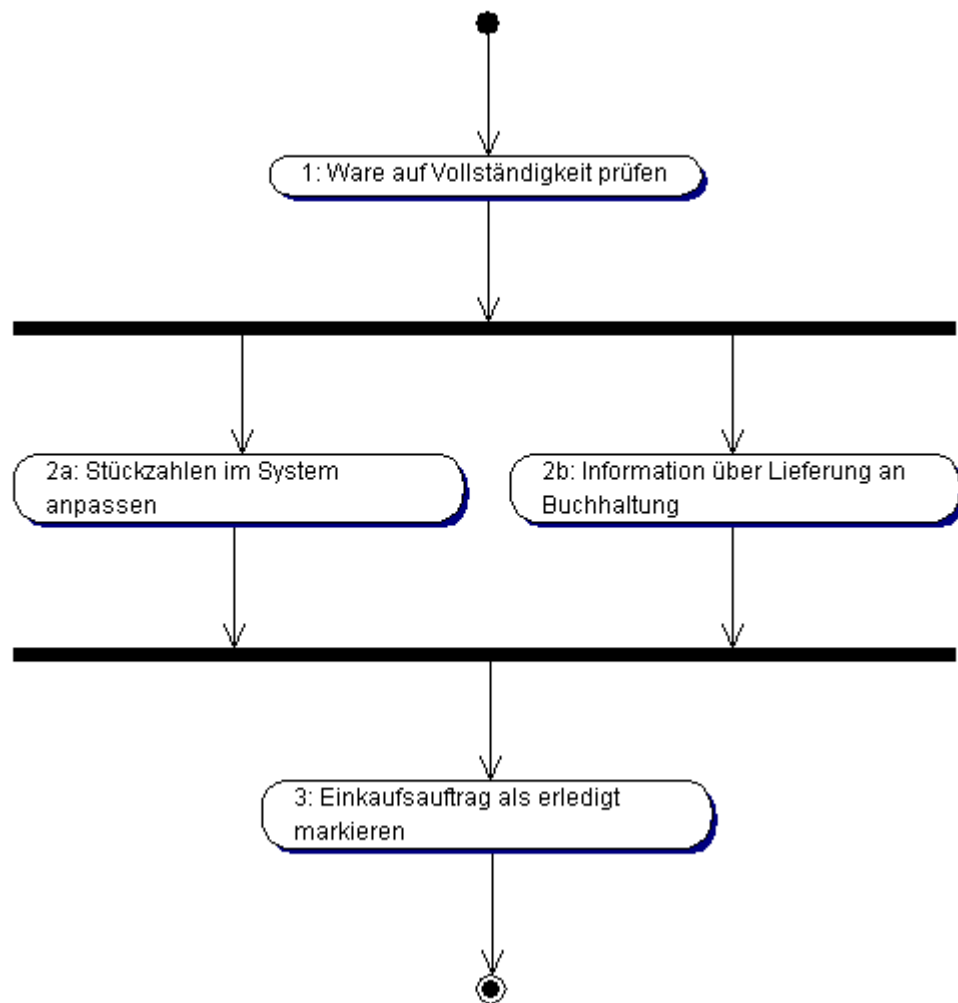 1: Ware auf Vollständigkeit prüfen
2a: Stückzahlen im System
anpassen
2b: Information über Lieferung an
Buchhaltung
3: Einkaufsauftrag als erledigt
markieren